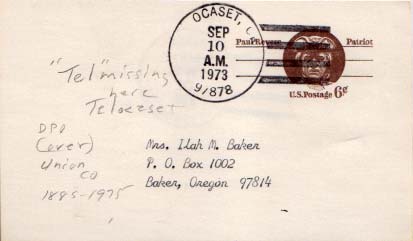 OCASET, O
SEP
10
A.M.
1973
97878
Paul Revere Patriot
U.S. Postage 6¢
"Tel" missing
here
Telocaset
DPO
(over)
Union
CO
1885-1975
Mrs. Ilah M. Baker
P. O. Box 1002
Baker, Oregon 97814